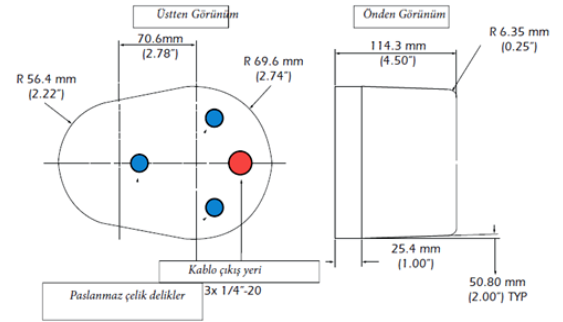 Üstten Görünüm
Önden Görünüm
70.6mm
(2.78")
R 69.6 mm
(2.74")
R 56.4 mm
(2.22")
114.3 mm
(4.50")
R 6.35 mm
(0.25")
Kablo çıkış yeri
3x 1/4"-20
Paslanmaz çelik delikler
25.4 mm
(1.00")
50.80 mm
(2.00") TYP